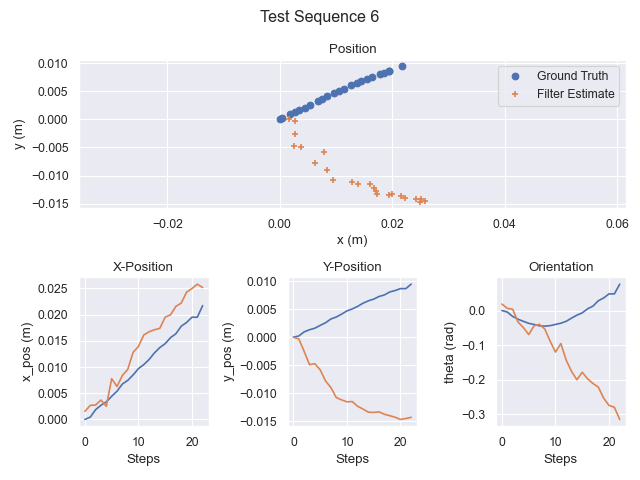 Test Sequence 6
Position
0.010
0.005
0.000
−0.005
−0.010
−0.015
y (m)
Ground Truth
Filter Estimate
−0.02
0.00
0.02
0.04
0.06
x (m)
X-Position
0.025
0.020
0.015
0.010
0.005
0.000
x_pos (m)
0
10
20
Steps
Y-Position
0.010
0.005
0.000
−0.005
−0.010
−0.015
y_pos (m)
0
10
20
Steps
Orientation
0.0
−0.1
−0.2
−0.3
theta (rad)
0
10
20
Steps